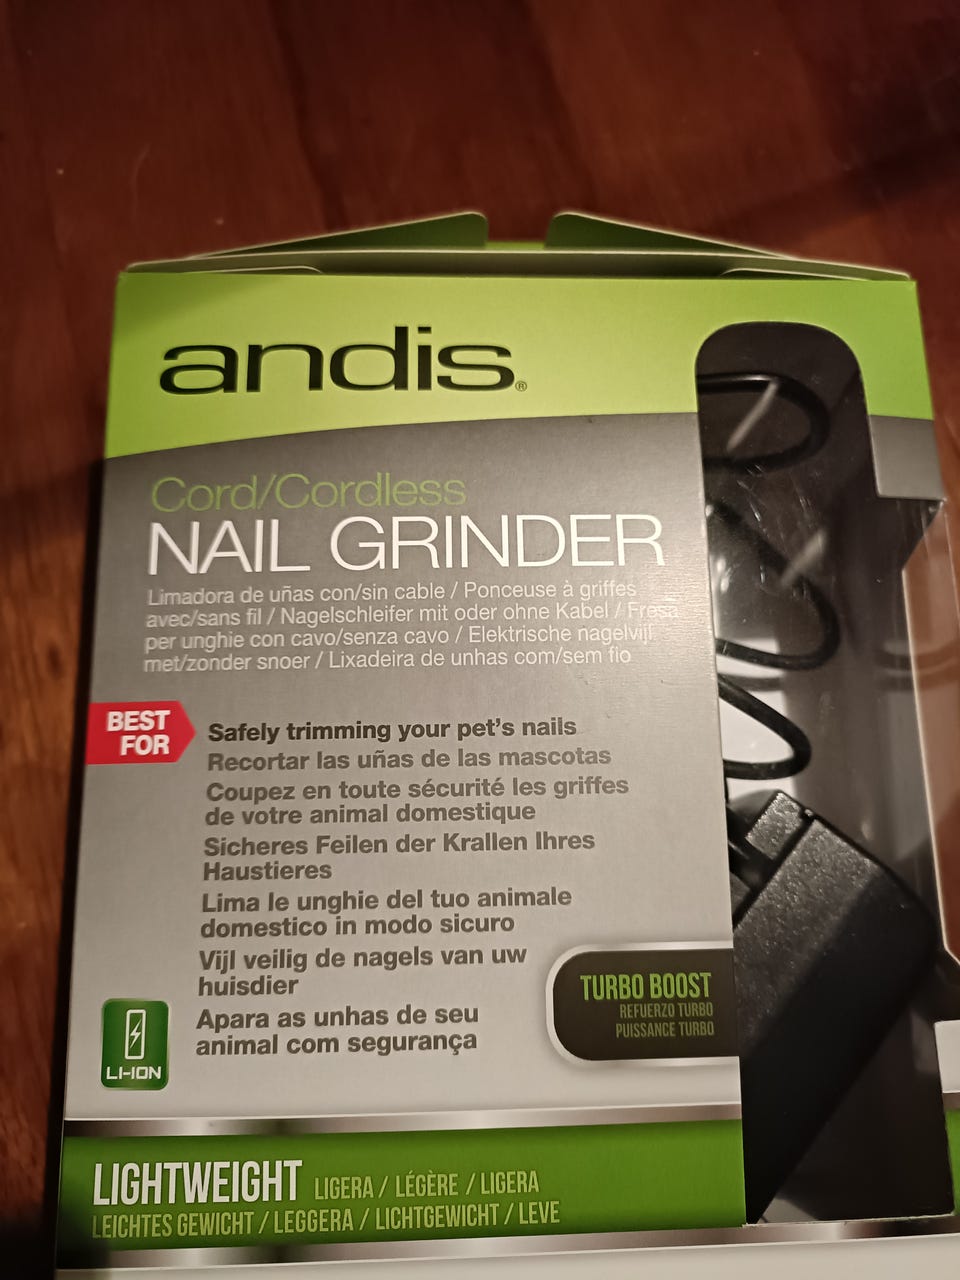 andis®
Cord/Cordless
NAIL GRINDER
Limadora de uñas con/sin cable / Ponceuse à griffes
avec/sans fil / Nagelschleifer mit oder ohne Kabel / Fresa
per unghie con cavo/senza cavo / Elektrische nagelvijl
met/zonder snoer / Lixadeira de unhas com/sem fio
BEST
FOR
Safely trimming your pet's nails
Recortar las uñas de las mascotas
Coupez en toute sécurité les griffes
de votre animal domestique
Sicheres Feilen der Krallen Ihres
Haustieres
Lima le unghie del tuo animale
domestico in modo sicuro
Vijl veilig de nagels van uw
huisdier
Apara as unhas de seu
animal com segurança
LI-ION
TURBO BOOST
REFUERZO TURBO
PUISSANCE TURBO
LIGHTWEIGHT LIGERA / LÉGÈRE / LIGERA
LEICHTES GEWICHT / LEGGERA / LICHTGEWICHT / LEVE